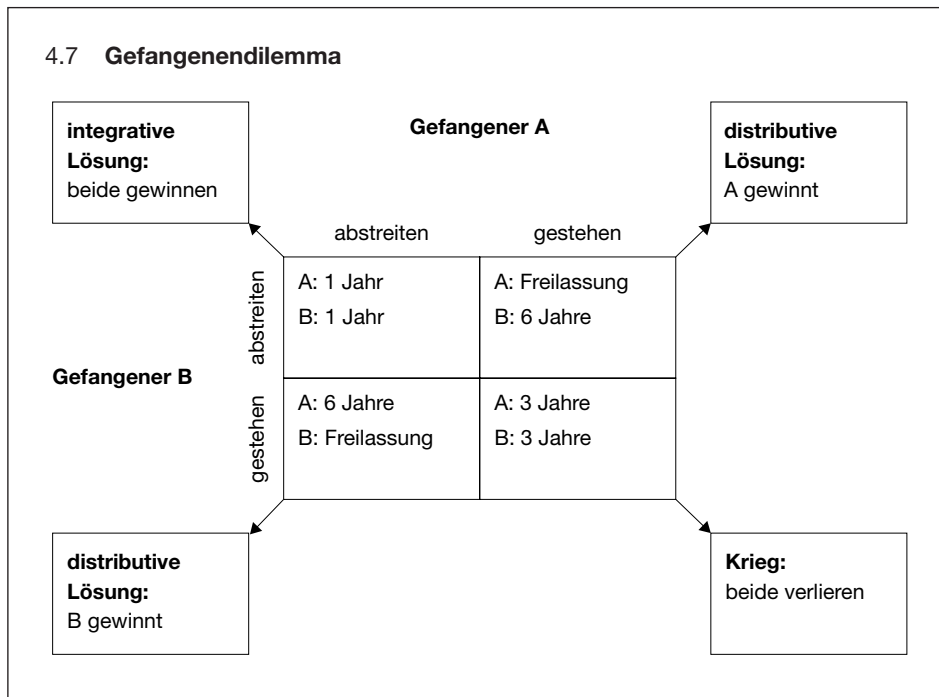 4.7 Gefangenendilemma
integrative
Lösung:
beide gewinnen
Gefangener A
distributive
Lösung:
A gewinnt
abstreiten
gestehen
abstreiten
A: 1 Jahr
B: 1 Jahr
A: Freilassung
B: 6 Jahre
Gefangener B
gestehen
A: 6 Jahre
B: Freilassung
A: 3 Jahre
B: 3 Jahre
distributive
Lösung:
B gewinnt
Krieg:
beide verlieren